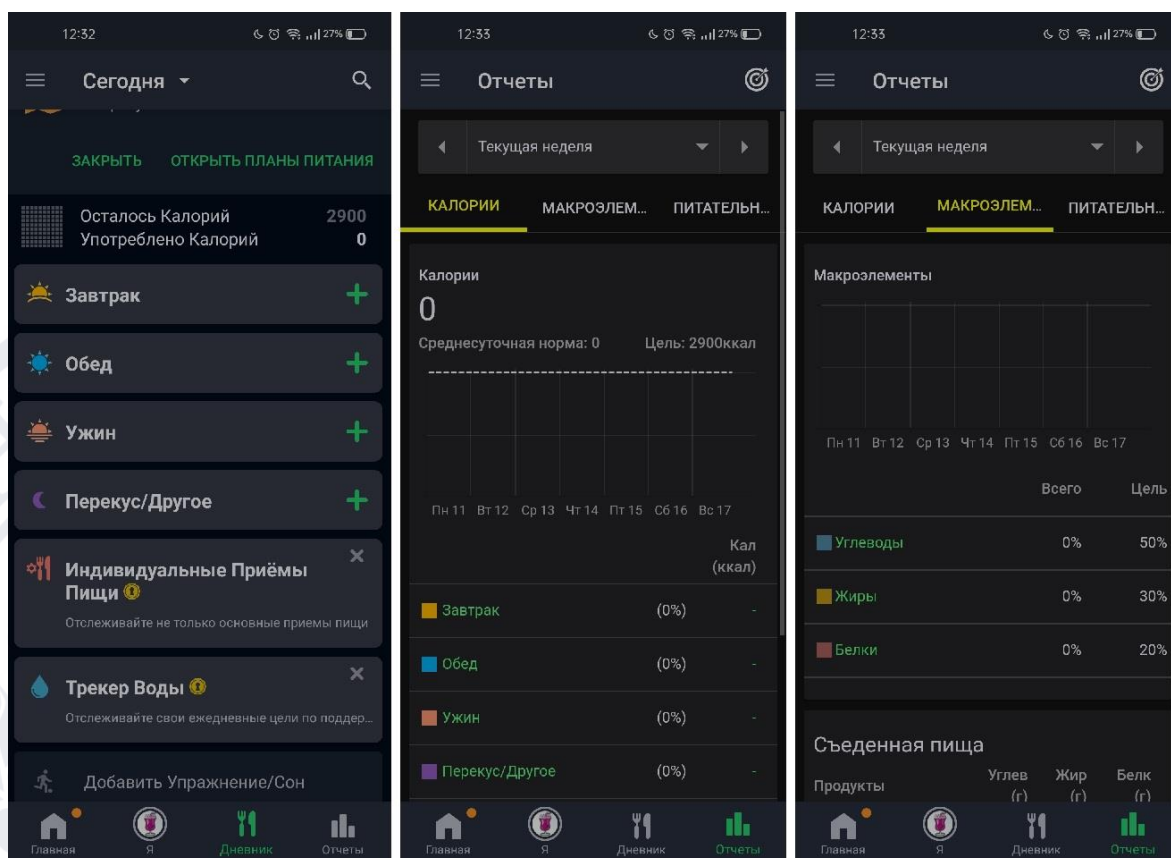 12:32
27%
Сегодня
ЗАКРЫТЬ ОТКРЫТЬ ПЛАНЫ ПИТАНИЯ
Осталось Калорий 2900
Употреблено Калорий 0
Завтрак
Обед
Ужин
Перекус/Другое
Индивидуальные Приёмы
Пищи
Отслеживайте не только основные приемы пищи
Трекер Воды
Отслеживайте свои ежедневные цели по поддер...
Добавить Упражнение/Сон
Главная Я Дневник Отчеты
12:33
27%
Отчеты
Текущая неделя
КАЛОРИИ МАКРОЭЛЕМ... ПИТАТЕЛЬН...
Калории
0
Среднесуточная норма: 0 Цель: 2900ккал
Пн 11 Вт 12 Ср 13 Чт 14 Пт 15 Сб 16 Вс 17
Кал
(ккал)
Завтрак (0%) -
Обед (0%) -
Ужин (0%) -
Перекус/Другое (0%) -
Главная Я Дневник Отчеты
12:33
27%
Отчеты
Текущая неделя
КАЛОРИИ МАКРОЭЛЕМ... ПИТАТЕЛЬН...
Макроэлементы
Пн 11 Вт 12 Ср 13 Чт 14 Пт 15 Сб 16 Вс 17
Всего Цель
Углеводы 0% 50%
Жиры 0% 30%
Белки 0% 20%
Съеденная пища
Продукты Углев Жир Белк
(г) (г) (г)
Главная Я Дневник Отчеты